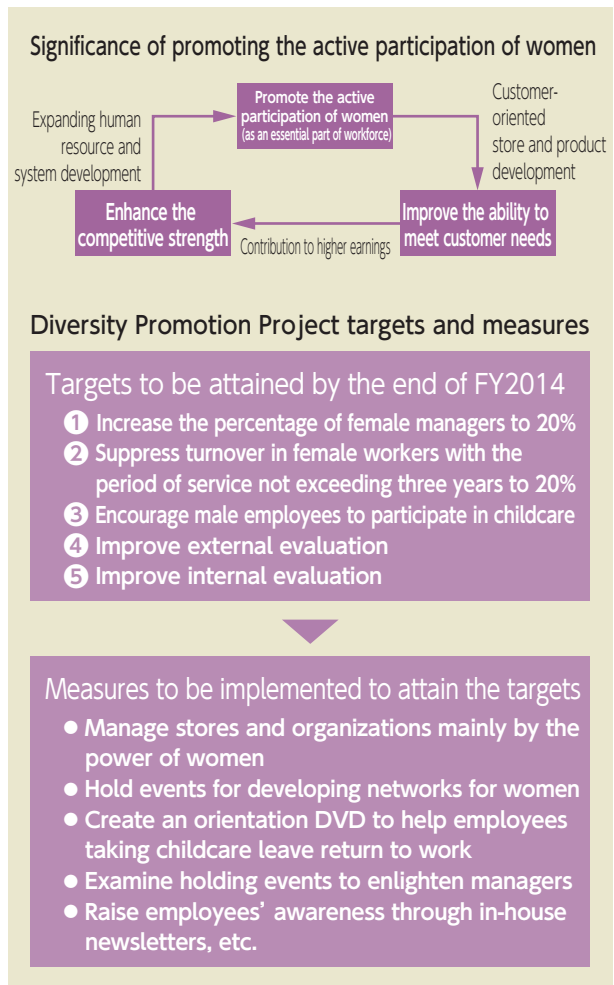 Significance of promoting the active participation of women
Promote the active
participation of women
(as an essential part of workforce)
Customer-
oriented
store and product
development
Expanding human
resource and
system development
Enhance the
competitive strength
Improve the ability to
meet customer needs
Contribution to higher earnings
Diversity Promotion Project targets and measures
Targets to be attained by the end of FY2014
1 Increase the percentage of female managers to 20%
2 Suppress turnover in female workers with the
period of service not exceeding three years to 20%
3 Encourage male employees to participate in childcare
4 Improve external evaluation
5 Improve internal evaluation
Measures to be implemented to attain the targets
● Manage stores and organizations mainly by the
power of women
● Hold events for developing networks for women
● Create an orientation DVD to help employees
taking childcare leave return to work
● Examine holding events to enlighten managers
● Raise employees’ awareness through in-house
newsletters, etc.